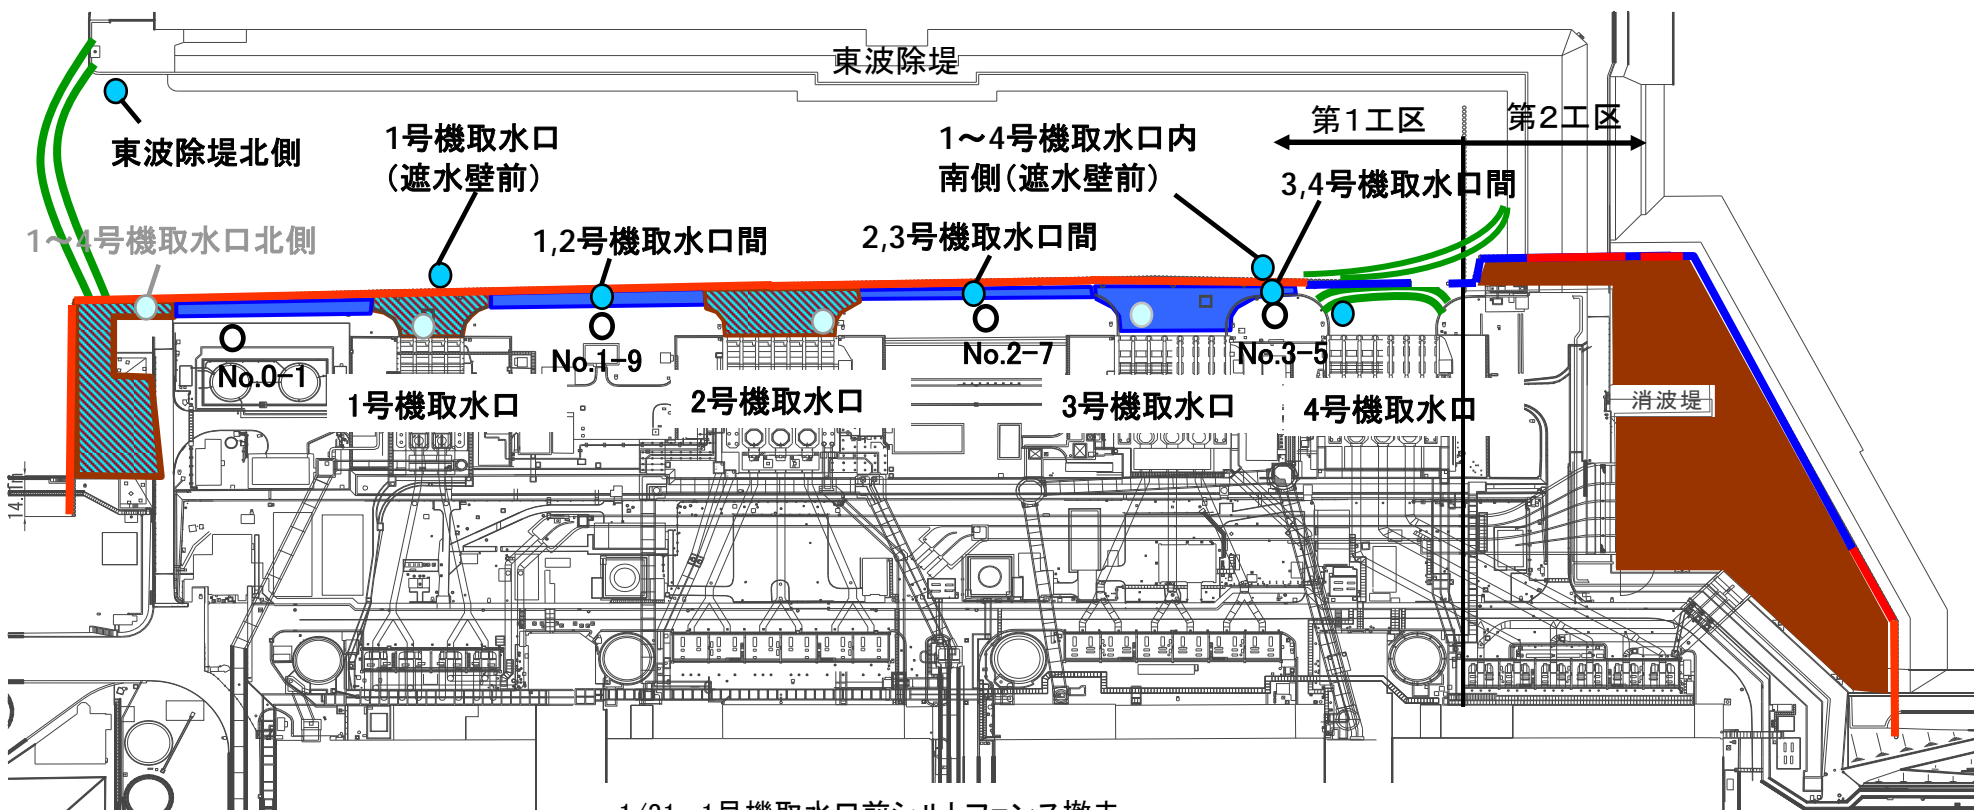 東波除堤
第1工区
第2工区
東波除堤北側
1号機取水口
(遮水壁前)
1～4号機取水口内
南側(遮水壁前)
3,4号機取水口間
1～4号機取水口北側
1,2号機取水口間
2,3号機取水口間
No.0-1
No.1-9
No.2-7
No.3-5
1号機取水口
2号機取水口
3号機取水口
4号機取水口
消波堤